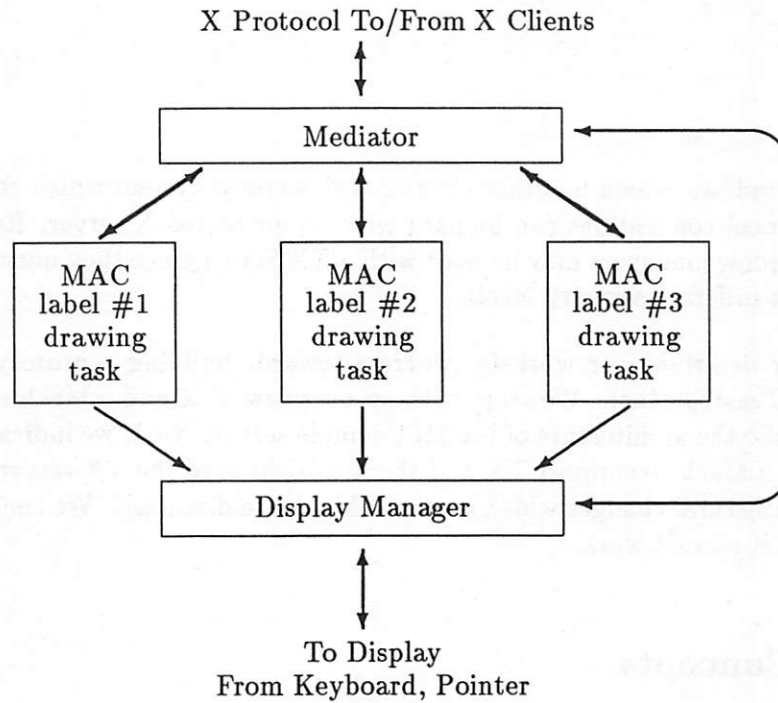 X Protocol To/From X Clients
Mediator
MAC
label #1
drawing
task
MAC
label #2
drawing
task
MAC
label #3
drawing
task
Display Manager
To Display
From Keyboard, Pointer